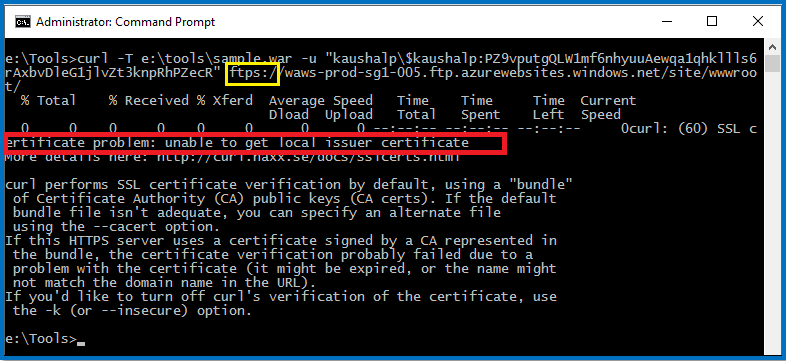 Administrator: Command Prompt
e:\Tools>curl -T e:\tools\sample.war -u "kaushalp\$kaushalp:PZ9vputgQLW1mf6nhyuuAewqa1qhkllls6
rAxbvDleG1jlvZt3knpRhPZecR" ftps://waws-prod-sg1-005.ftp.azurewebsites.windows.net/site/wwwroo
t/
% Total % Received % Xferd Average Speed Time Time Time Current
Dload Upload Total Spent Left Speed
0 0 0 0 0 0 0 0 --:--:-- --:--:-- --:--:-- 0curl: (60) SSL c
ertificate problem: unable to get local issuer certificate
More details here: http://curl.haxx.se/docs/sslcerts.html
curl performs SSL certificate verification by default, using a "bundle"
of Certificate Authority (CA) public keys (CA certs). If the default
bundle file isn't adequate, you can specify an alternate file
using the --cacert option.
If this HTTPS server uses a certificate signed by a CA represented in
the bundle, the certificate verification probably failed due to a
problem with the certificate (it might be expired, or the name might
not match the domain name in the URL).
If you'd like to turn off curl's verification of the certificate, use
the -k (or --insecure) option.
e:\Tools>